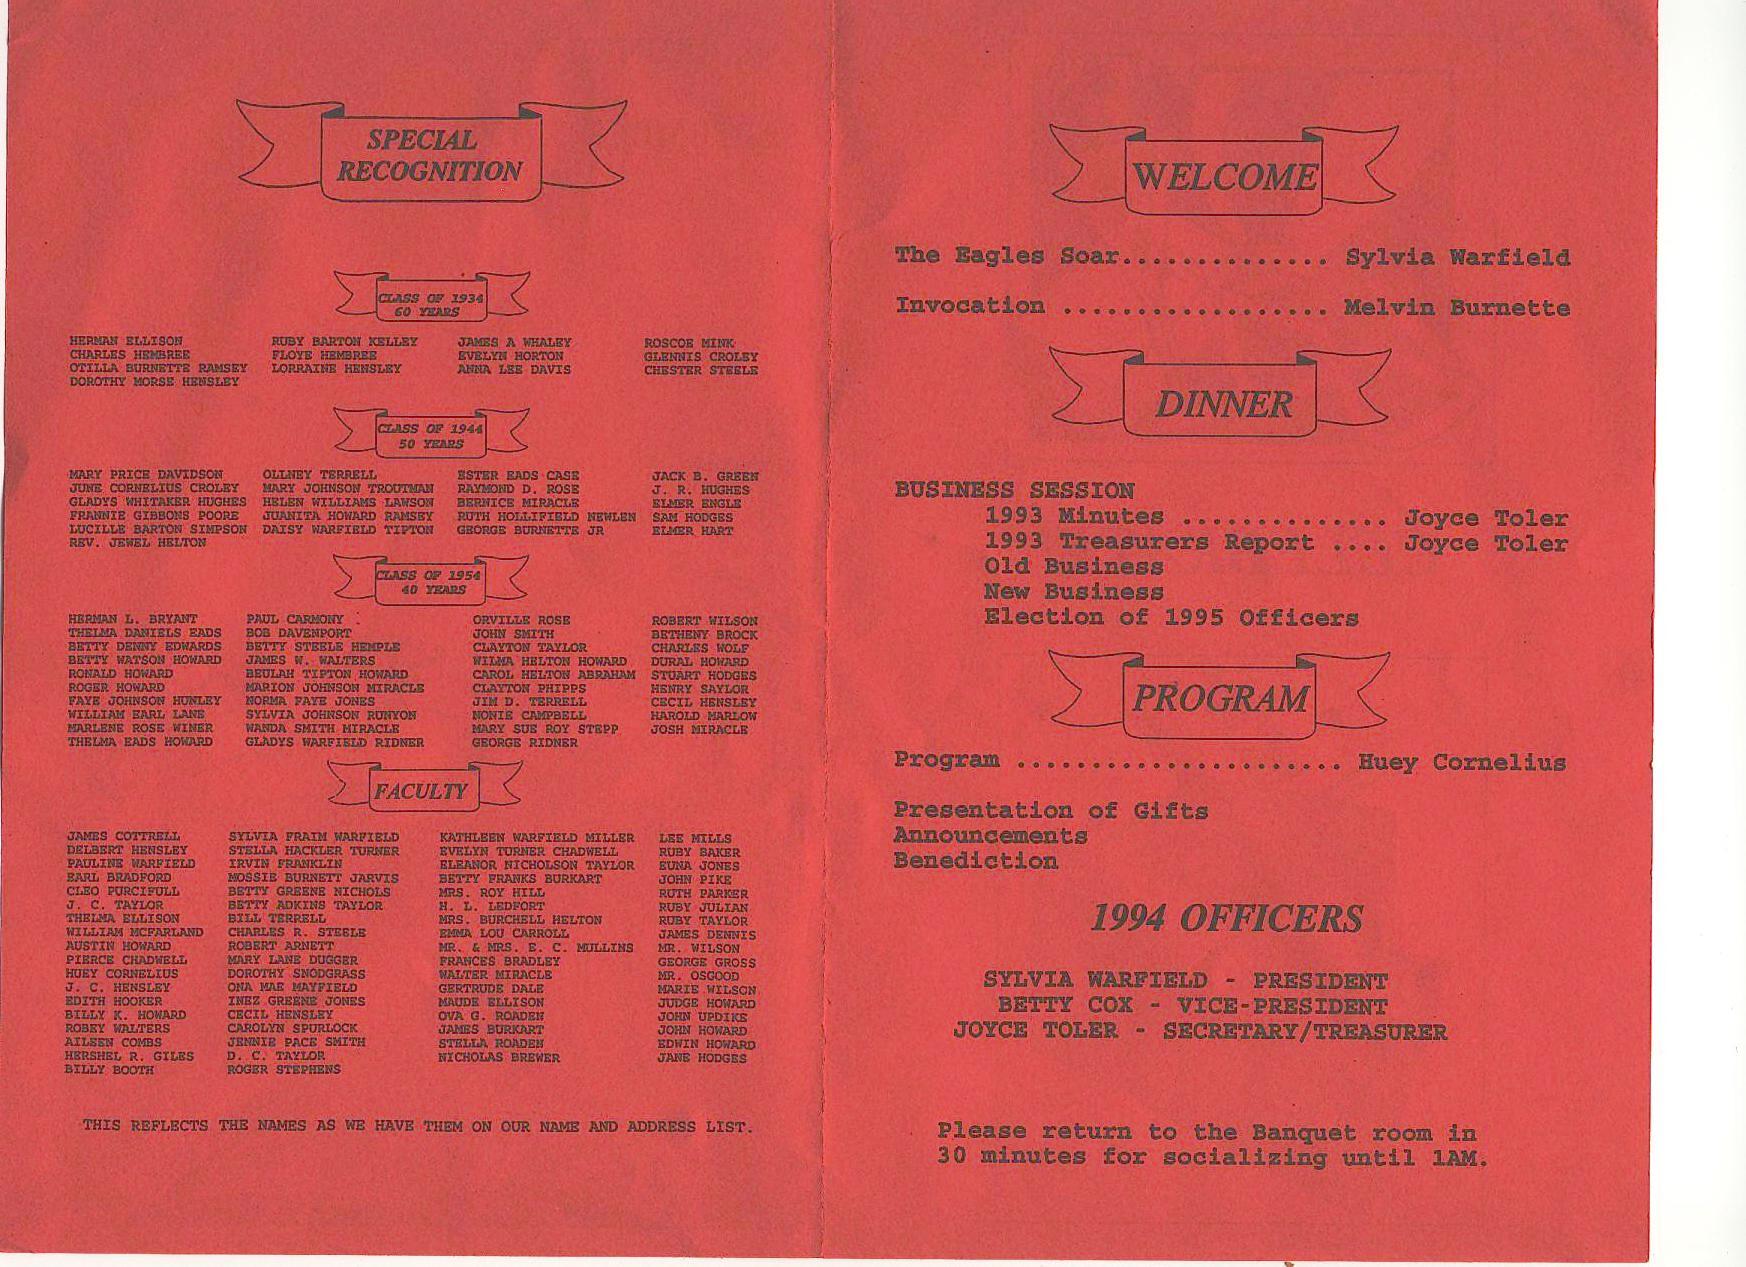 SPECIAL
RECOGNITION
CLASS OF 1934
60 YEARS
HERMAN ELLISON RUBY BARTON KELLEY JAMES A WHALEY ROSCOE MINK
CHARLES HEMBREE FLOYE HEMBREE EVELYN HORTON GLENNIS CROLEY
OTILLA BURNETTE RAMSEY LORRAINE HENSLEY ANNA LEE DAVIS CHESTER STEELE
DOROTHY MORSE HENSLEY
CLASS OF 1944
50 YEARS
MARY PRICE DAVIDSON OLLNEY TERRELL ESTER EADS CASE JACK B. GREEN
JUNE CORNELIUS CROLEY MARY JOHNSON TROUTMAN RAYMOND D. ROSE J. R. HUGHES
GLADYS WHITAKER HUGHES HELEN WILLIAMS LAWSON BERNICE MIRACLE ELMER ENGLE
FRANNIE GIBBONS POORE JUANITA HOWARD RAMSEY RUTH HOLLIFIELD NEWLEN SAM HODGES
LUCILLE BARTON SIMPSON DAISY WARFIELD TIPTON GEORGE BURNETTE JR ELMER HART
REV. JEWEL HELTON
CLASS OF 1954
40 YEARS
HERMAN L. BRYANT PAUL CARMONY ORVILLE ROSE ROBERT WILSON
THELMA DANIELS EADS BOB DAVENPORT JOHN SMITH BETHENY BROCK
BETTY DENNY EDWARDS BETTY STEELE HEMPLE CLAYTON TAYLOR CHARLES WOLF
BETTY WATSON HOWARD JAMES W. WALTERS WILMA HELTON HOWARD DURAL HOWARD
RONALD HOWARD BEULAH TIPTON HOWARD CAROL HELTON ABRAHAM STUART HODGES
ROGER HOWARD MARION JOHNSON MIRACLE CLAYTON PHIPPS HENRY SAYLOR
FAYE JOHNSON HUNLEY NORMA FAYE JONES JIM D. TERRELL CECIL HENSLEY
WILLIAM EARL LANE SYLVIA JOHNSON RUNYON NONIE CAMPBELL HAROLD MARLOW
MARLENE ROSE WINER WANDA SMITH MIRACLE MARY SUE ROY STEPP JOSH MIRACLE
THELMA EADS HOWARD GLADYS WARFIELD RIDNER GEORGE RIDNER
FACULTY
JAMES COTTRELL SYLVIA FRAIM WARFIELD KATHLEEN WARFIELD MILLER LEE MILLS
DELBERT HENSLEY STELLA HACKLER TURNER EVELYN TURNER CHADWELL RUBY BAKER
PAULINE WARFIELD IRVIN FRANKLIN ELEANOR NICHOLSON TAYLOR EUNA JONES
EARL BRADFORD MOSSIE BURNETT JARVIS BETTY FRANKS BURKART JOHN PIKE
CLEO PURCIFULL BETTY GREENE NICHOLS MRS. ROY HILL RUTH PARKER
J. C. TAYLOR BETTY ADKINS TAYLOR H. L. LEDFORT RUBY JULIAN
THELMA ELLISON BILL TERRELL MRS. BURCHELL HELTON RUBY TAYLOR
WILLIAM MCFARLAND CHARLES R. STEELE EMMA LOU CARROLL JAMES DENNIS
AUSTIN HOWARD ROBERT ARNETT MR. & MRS. E. C. MULLINS MR. WILSON
PIERCE CHADWELL MARY LANE DUGGER FRANCES BRADLEY GEORGE GROSS
HUEY CORNELIUS DOROTHY SNODGRASS WALTER MIRACLE MR. OSGOOD
J. C. HENSLEY ONA MAE MAYFIELD GERTRUDE DALE MARIE WILSON
EDITH HOOKER INEZ GREENE JONES MAUDE ELLISON JUDGE HOWARD
BILLY K. HOWARD CECIL HENSLEY OVA G. ROADEN JOHN UPDIKE
ROBEY WALTERS CAROLYN SPURLOCK JAMES BURKART JOHN HOWARD
AILEEN COMBS JENNIE PACE SMITH STELLA ROADEN EDWIN HOWARD
HERSHEL R. GILES D. C. TAYLOR NICHOLAS BREWER JANE HODGES
BILLY BOOTH ROGER STEPHENS
THIS REFLECTS THE NAMES AS WE HAVE THEM ON OUR NAME AND ADDRESS LIST.
WELCOME
The Eagles Soar.............. Sylvia Warfield
Invocation .................. Melvin Burnette
DINNER
BUSINESS SESSION
1993 Minutes .............. Joyce Toler
1993 Treasurers Report .... Joyce Toler
Old Business
New Business
Election of 1995 Officers
PROGRAM
Program ...................... Huey Cornelius
Presentation of Gifts
Announcements
Benediction
1994 OFFICERS
SYLVIA WARFIELD - PRESIDENT
BETTY COX - VICE-PRESIDENT
JOYCE TOLER - SECRETARY/TREASURER
Please return to the Banquet room in
30 minutes for socializing until 1AM.